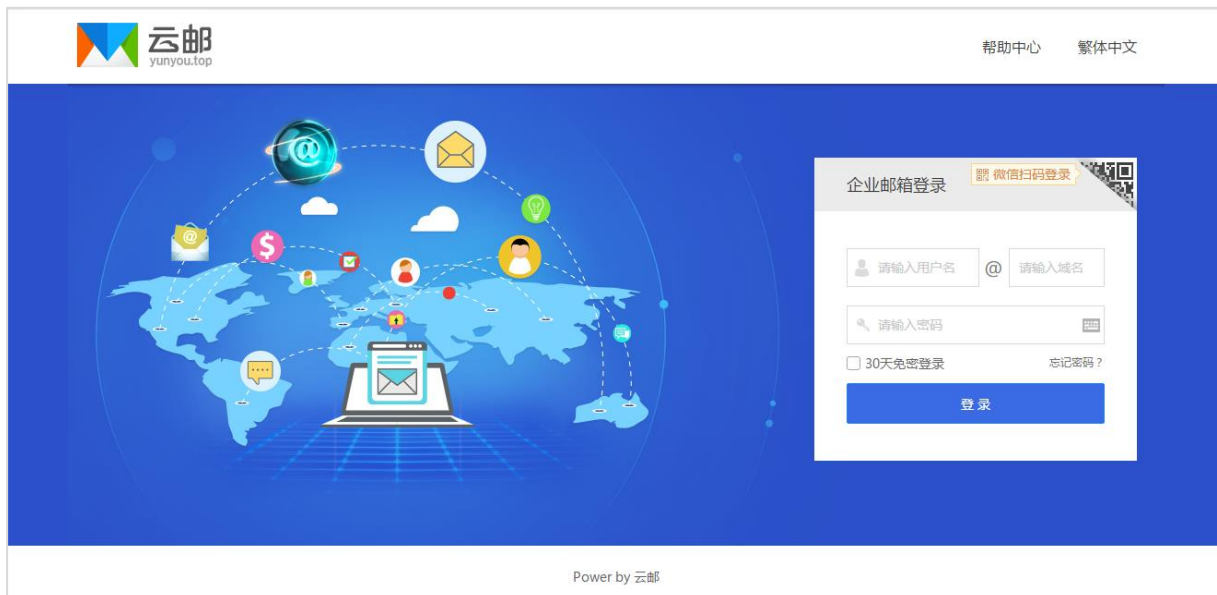 云邮
yunyou.top
帮助中心 繁体中文
企业邮箱登录 微信扫码登录
请输入用户名 @ 请输入域名
请输入密码
30天免密登录 忘记密码？
登 录
Power by 云邮